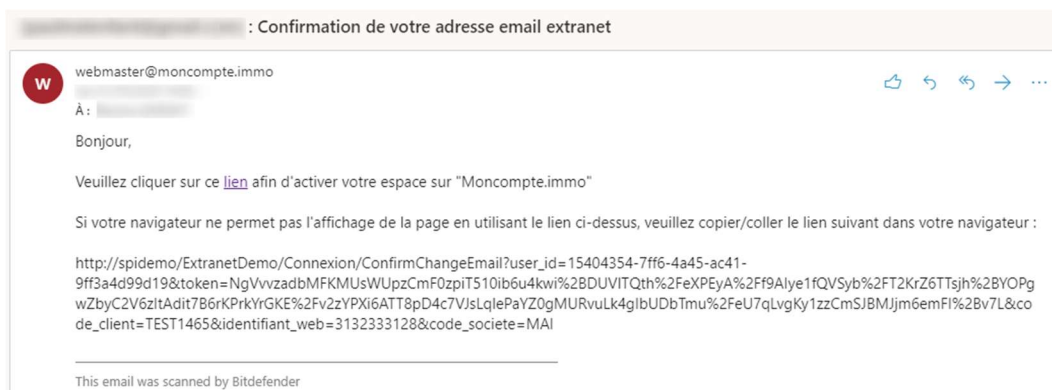 : Confirmation de votre adresse email extranet
W
webmaster@moncompte.immo
À :
Bonjour,
Veuillez cliquer sur ce lien afin d'activer votre espace sur "Moncompte.immo"
Si votre navigateur ne permet pas l'affichage de la page en utilisant le lien ci-dessus, veuillez copier/coller le lien suivant dans votre navigateur :
http://spidemo/ExtranetDemo/Connexion/ConfirmChangeEmail?user_id=15404354-7ff6-4a45-ac41-
9ff3a4d99d19&token=NgVvvzadbMFKMUsWUpzCmF0zpiT510ib6u4kwi%2BDUVITQth%2FeXPEyA%2Ff9AIye1fQVSyb%2FT2KrZ6TTsjh%2BYOPg
wZbyC2V6zItAdit7B6rKPrkYrGKE%2Fv2zYPXi6ATT8pD4c7VJsLqIePaYZ0gMURvuLk4gIbUDbTmu%2FeU7qLvgKy1zzCmSJBMJjm6emFI%2Bv7L&co
de_client=TEST1465&identifiant_web=3132333128&code_societe=MAI
This email was scanned by Bitdefender